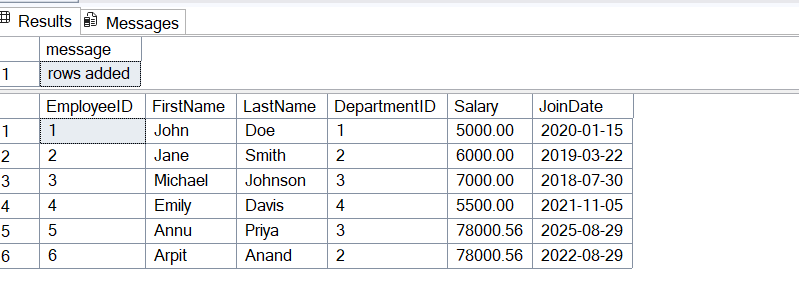 Results Messages
message
1 rows added
EmployeeID FirstName LastName DepartmentID Salary JoinDate
1 1 John Doe 1 5000.00 2020-01-15
2 2 Jane Smith 2 6000.00 2019-03-22
3 3 Michael Johnson 3 7000.00 2018-07-30
4 4 Emily Davis 4 5500.00 2021-11-05
5 5 Annu Priya 3 78000.56 2025-08-29
6 6 Arpit Anand 2 78000.56 2022-08-29